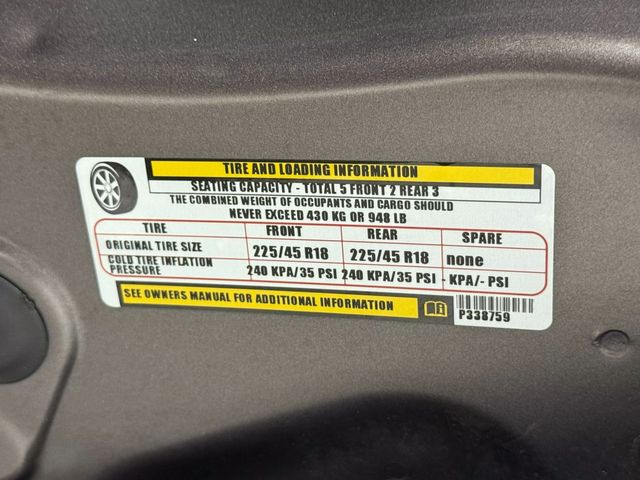 TIRE AND LOADING INFORMATION
SEATING CAPACITY - TOTAL 5 FRONT 2 REAR 3
THE COMBINED WEIGHT OF OCCUPANTS AND CARGO SHOULD
NEVER EXCEED 430 KG OR 948 LB
TIRE FRONT REAR SPARE
ORIGINAL TIRE SIZE 225/45 R18 225/45 R18 none
COLD TIRE INFLATION
PRESSURE 240 KPA/35 PSI 240 KPA/35 PSI - KPA/- PSI
SEE OWNERS MANUAL FOR ADDITIONAL INFORMATION
P338759